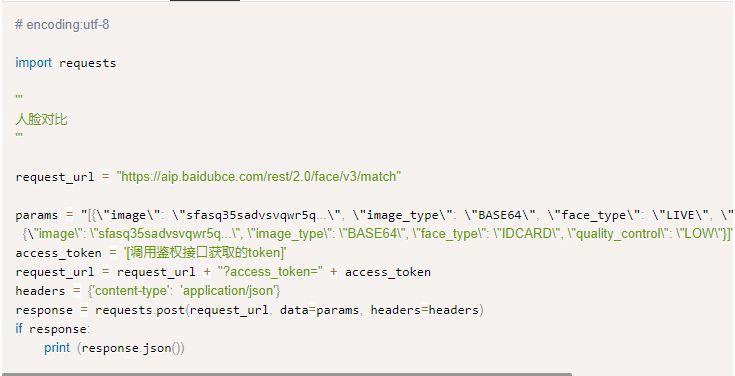 # encoding:utf-8
import requests
'''
人脸对比
'''
request_url = "https://aip.baidubce.com/rest/2.0/face/v3/match"
params = "[{\"image\": \"sfasq35sadvsvqwr5q...\", \"image_type\": \"BASE64\", \"face_type\": \"LIVE\", \"
{\"image\": \"sfasq35sadvsvqwr5q...\", \"image_type\": \"BASE64\", \"face_type\": \"IDCARD\", \"quality_control\": \"LOW\"}]"
access_token = '[调用鉴权接口获取的token]'
request_url = request_url + "?access_token=" + access_token
headers = {'content-type': 'application/json'}
response = requests.post(request_url, data=params, headers=headers)
if response:
    print (response.json())